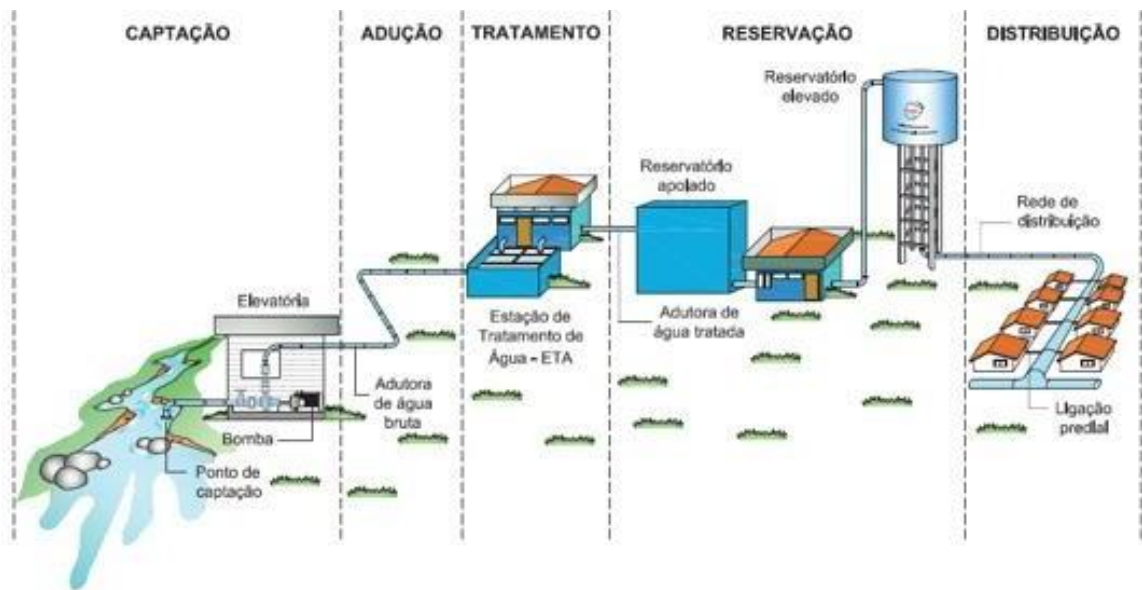 CAPTAÇÃO
ADUÇÃO
TRATAMENTO
RESERVAÇÃO
DISTRIBUIÇÃO
Reservatório
elevado
Reservatório
apoiado
Rede de
distribuição
Elevatória
Estação de
Tratamento de
Água - ETA
Adutora de
água tratada
Adutora
de água
bruta
Bomba
Ponto de
captação
Ligação
predial